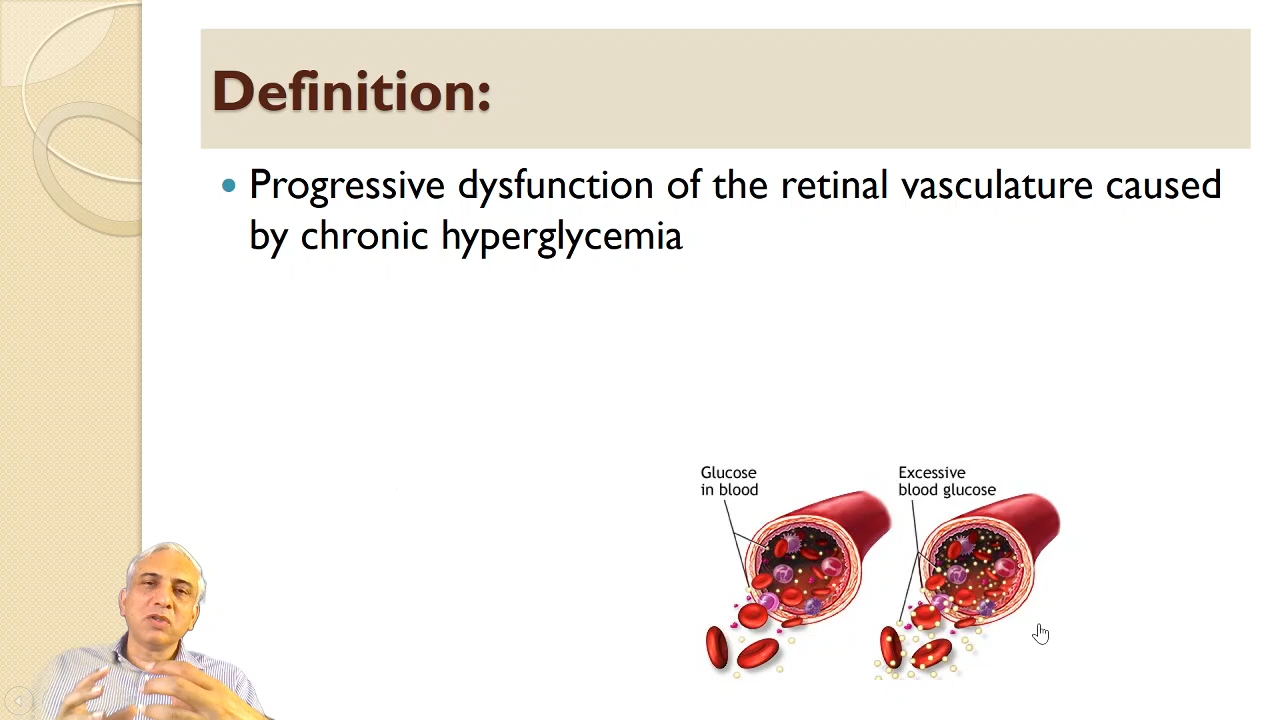 Definition:
Progressive dysfunction of the retinal vasculature caused
by chronic hyperglycemia
Glucose
in blood
Excessive
blood glucose